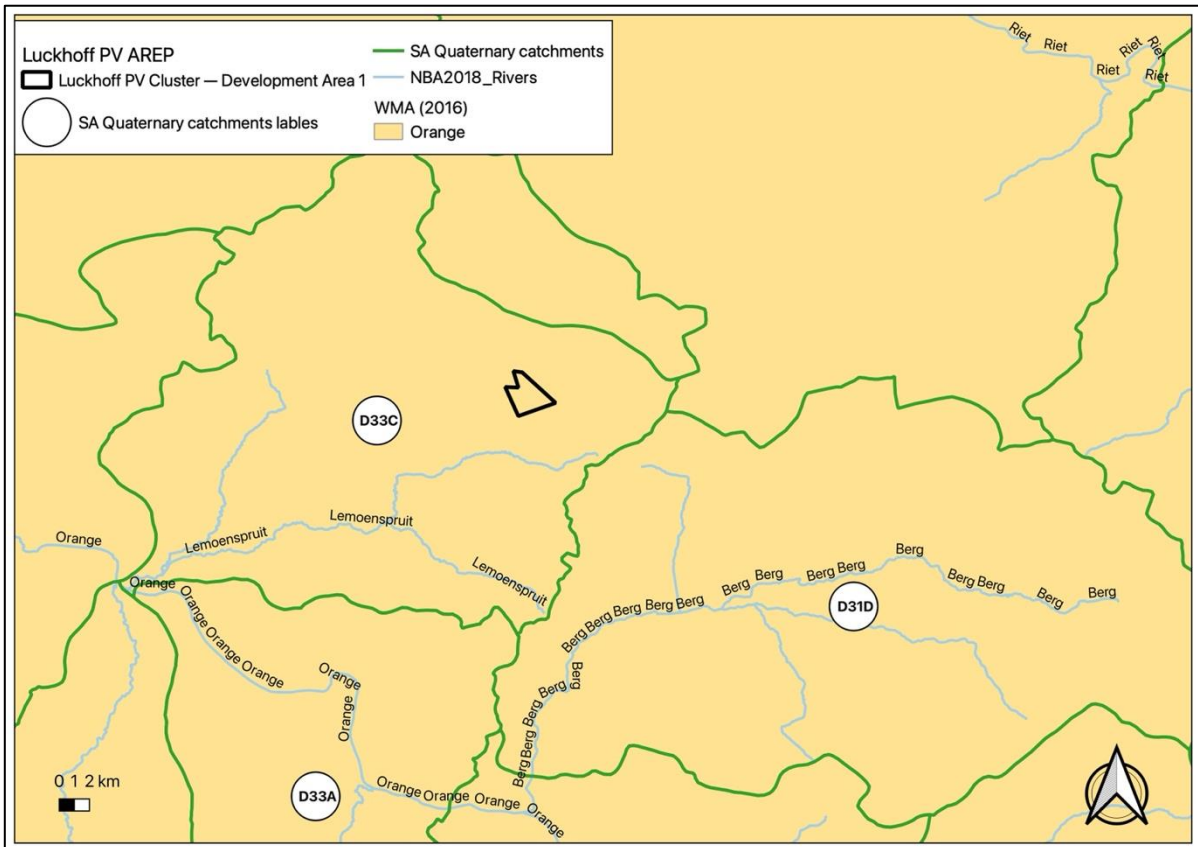 Luckhoff PV AREP
Luckhoff PV Cluster — Development Area 1
SA Quaternary catchments lables
SA Quaternary catchments
NBA2018_Rivers
WMA (2016)
Orange
Riet
Riet
Riet
Riet
Riet
Riet
D33C
Orange
Lemoenspruit
Lemoenspruit
Lemoenspruit
Orange
Orange
Orange
Orange
Orange
Orange
Berg
Berg
Berg
Berg
Berg
Berg
Berg
Berg
Berg
D31D
Berg
Berg
Berg
Berg
Berg
Berg
Berg
Berg
Berg
Berg
Berg
0 1 2 km
D33A
Orange
Orange
Orange
Orange